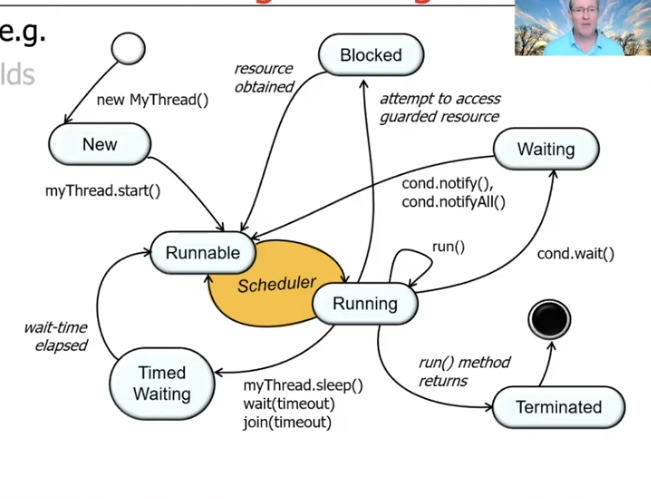 e.g.
lds
Blocked
resource
obtained
attempt to access
guarded resource
new MyThread()
New
Waiting
myThread.start()
cond.notify(),
cond.notifyAll()
Runnable
run()
cond.wait()
Scheduler
Running
wait-time
elapsed
Timed
Waiting
myThread.sleep()
wait(timeout)
join(timeout)
run() method
returns
Terminated